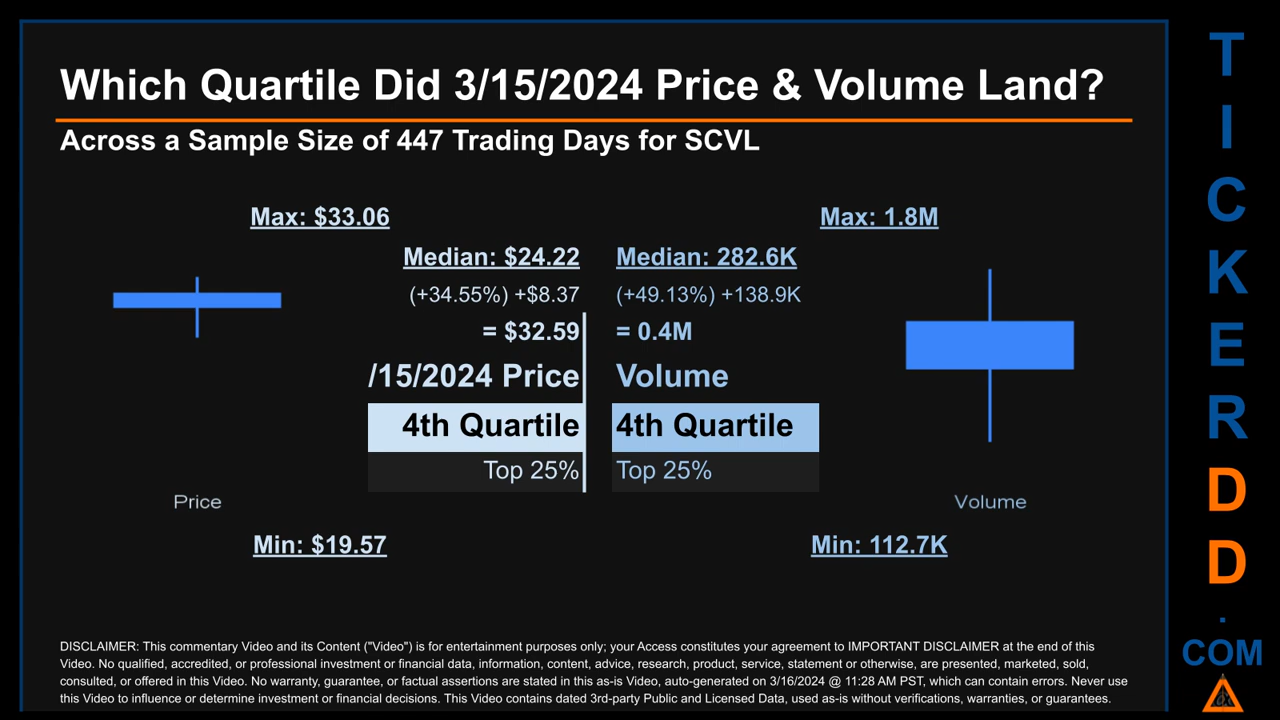 Which Quartile Did 3/15/2024 Price & Volume Land?
Across a Sample Size of 447 Trading Days for SCVL
Max: $33.06
Max: 1.8M
Median: $24.22
Median: 282.6K
(+34.55%) +$8.37
(+49.13%) +138.9K
= $32.59
= 0.4M
/15/2024 Price
Volume
4th Quartile
4th Quartile
Top 25%
Top 25%
Price
Volume
Min: $19.57
Min: 112.7K
DISCLAIMER: This commentary Video and its Content ("Video") is for entertainment purposes only; your Access constitutes your agreement to IMPORTANT DISCLAIMER at the end of this
Video. No qualified, accredited, or professional investment or financial data, information, content, advice, research, product, service, statement or otherwise, are presented, marketed, sold,
consulted, or offered in this Video. No warranty, guarantee, or factual assertions are stated in this as-is Video, auto-generated on 3/16/2024 @ 11:28 AM PST, which can contain errors. Never use
this Video to influence or determine investment or financial decisions. This Video contains dated 3rd-party Public and Licensed Data, used as-is without verifications, warranties, or guarantees.
T
I
C
K
E
R
D
D
.
COM